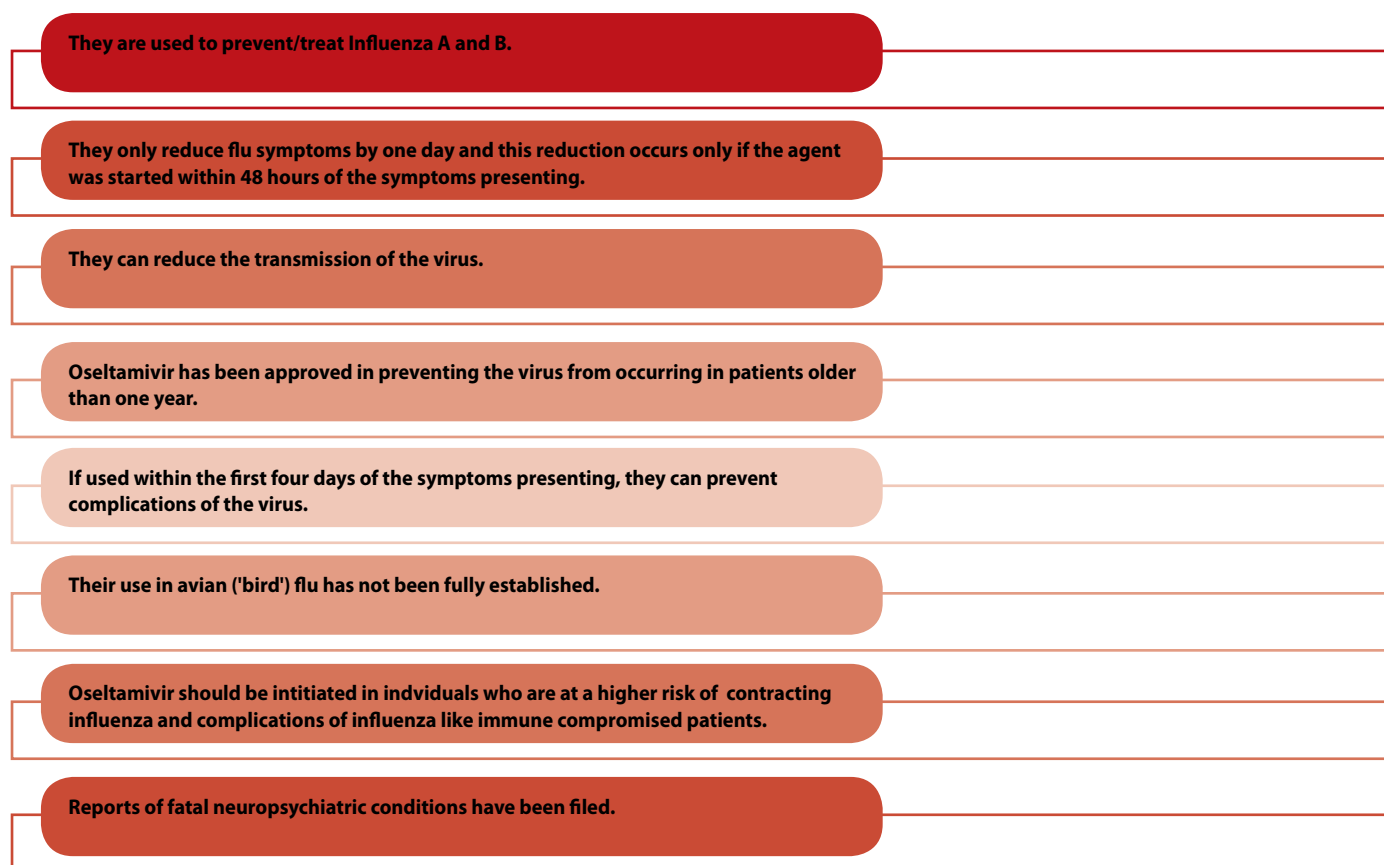 They are used to prevent/treat Influenza A and B.
They only reduce flu symptoms by one day and this reduction occurs only if the agent
was started within 48 hours of the symptoms presenting.
They can reduce the transmission of the virus.
Oseltamivir has been approved in preventing the virus from occurring in patients older
than one year.
If used within the first four days of the symptoms presenting, they can prevent
complications of the virus.
Their use in avian ('bird') flu has not been fully established.
Oseltamivir should be intitiated in indviduals who are at a higher risk of contracting
influenza and complications of influenza like immune compromised patients.
Reports of fatal neuropsychiatric conditions have been filed.